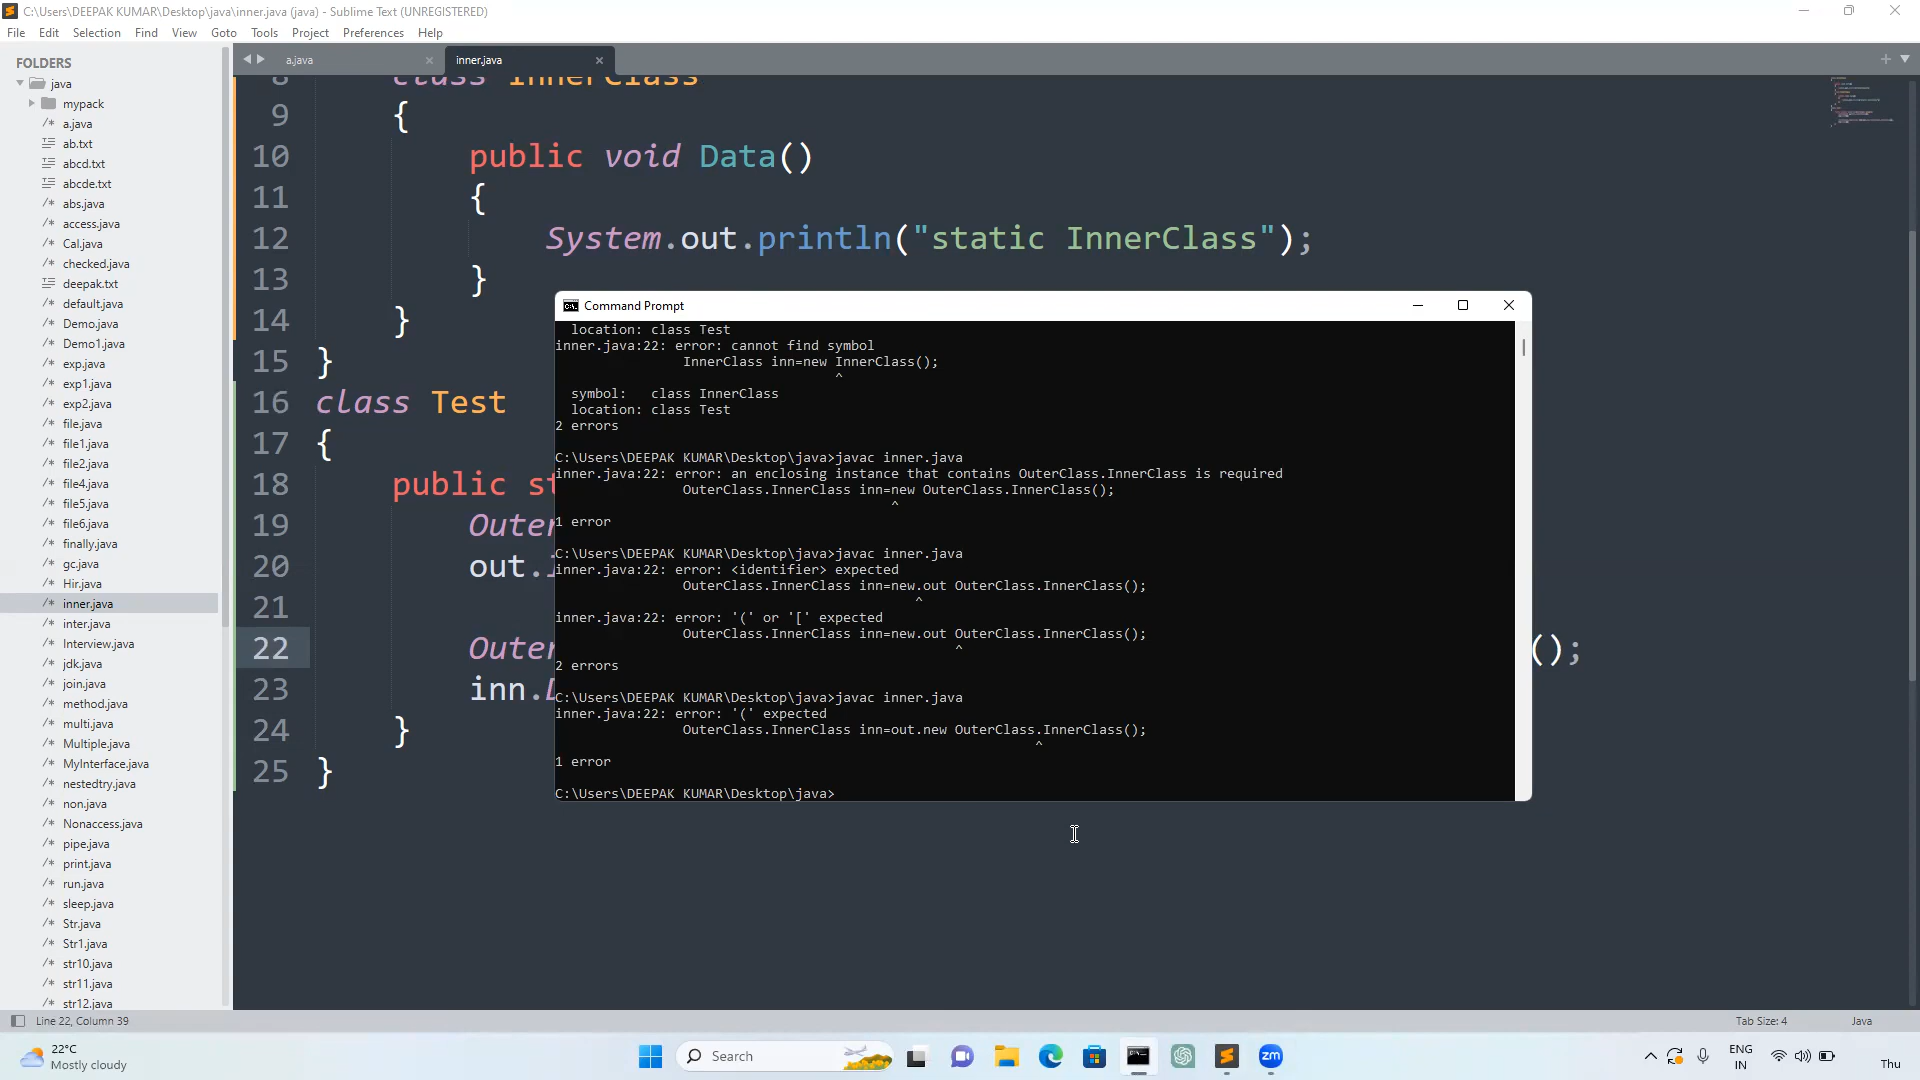 C:\Users\DEEPAK KUMAR\Desktop\java\inner.java (java) - Sublime Text (UNREGISTERED)
File Edit Selection Find View Goto Tools Project Preferences Help
FOLDERS
java
mypack
a.java
ab.txt
abcd.txt
abcde.txt
abs.java
access.java
Cal.java
checked.java
deepak.txt
default.java
Demo.java
Demo1.java
exp.java
exp1.java
exp2.java
file.java
file1.java
file2.java
file4.java
file5.java
file6.java
finally.java
gc.java
Hir.java
inner.java
inter.java
Interview.java
jdk.java
join.java
method.java
multi.java
Multiple.java
MyInterface.java
nestedtry.java
non.java
Nonaccess.java
pipe.java
print.java
run.java
sleep.java
Str.java
Str1.java
str10.java
str11.java
str12.java
a.java
inner.java
8 class InnerClass
9 {
10 public void Data()
11 {
12 System.out.println("static InnerClass");
13 }
14 }
15 }
16 class Test
17 {
18 public st
19 Outer
20 out.
21
22 Outer ();
23 inn.
24 }
25 }
Command Prompt
location: class Test
inner.java:22: error: cannot find symbol
InnerClass inn=new InnerClass();
^
symbol: class InnerClass
location: class Test
2 errors
C:\Users\DEEPAK KUMAR\Desktop\java>javac inner.java
inner.java:22: error: an enclosing instance that contains OuterClass.InnerClass is required
OuterClass.InnerClass inn=new OuterClass.InnerClass();
^
1 error
C:\Users\DEEPAK KUMAR\Desktop\java>javac inner.java
inner.java:22: error: <identifier> expected
OuterClass.InnerClass inn=new.out OuterClass.InnerClass();
^
inner.java:22: error: '(' or '[' expected
OuterClass.InnerClass inn=new.out OuterClass.InnerClass();
^
2 errors
C:\Users\DEEPAK KUMAR\Desktop\java>javac inner.java
inner.java:22: error: '(' expected
OuterClass.InnerClass inn=out.new OuterClass.InnerClass();
^
1 error
C:\Users\DEEPAK KUMAR\Desktop\java>
Line 22, Column 39
Tab Size: 4
Java
22°C
Mostly cloudy
Search
zm
ENG
IN
Thu